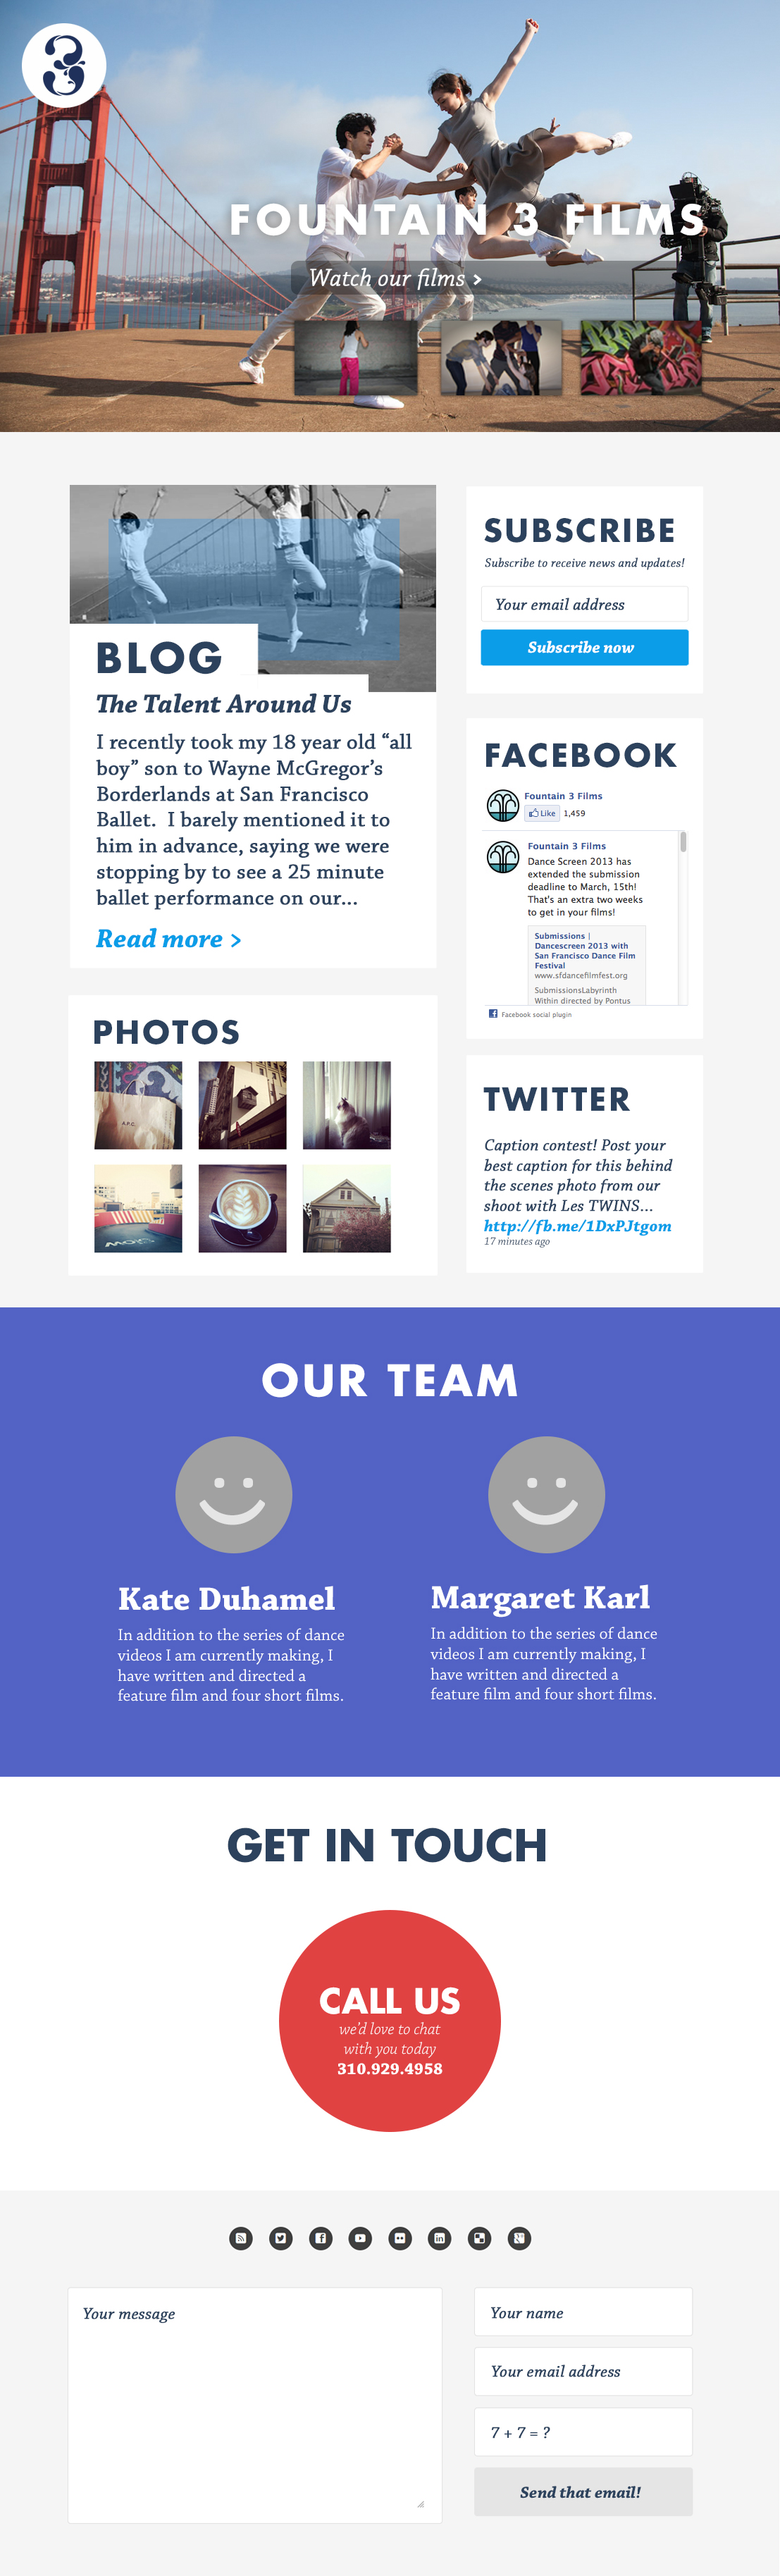 3
FOUNTAIN 3 FILMS
Watch our films >
BLOG
The Talent Around Us
I recently took my 18 year old “all
boy” son to Wayne McGregor’s
Borderlands at San Francisco
Ballet.  I barely mentioned it to
him in advance, saying we were
stopping by to see a 25 minute
ballet performance on our...
Read more >
PHOTOS
A.P.C.
SUBSCRIBE
Subscribe to receive news and updates!
Your email address
Subscribe now
FACEBOOK
Fountain 3 Films
Like 1,459
Fountain 3 Films
Dance Screen 2013 has
extended the submission
deadline to March, 15th!
That's an extra two weeks
to get in your films!
Submissions |
Dancescreen 2013 with
San Francisco Dance Film
Festival
www.sfdancefilmfest.org
SubmissionsLabyrinth
Within directed by Pontus
Facebook social plugin
TWITTER
Caption contest! Post your
best caption for this behind
the scenes photo from our
shoot with Les TWINS...
http://fb.me/1DxPJtgom
17 minutes ago
OUR TEAM
Kate Duhamel
In addition to the series of dance
videos I am currently making, I
have written and directed a
feature film and four short films.
Margaret Karl
In addition to the series of dance
videos I am currently making, I
have written and directed a
feature film and four short films.
GET IN TOUCH
CALL US
we'd love to chat
with you today
310.929.4958
Your message
Your name
Your email address
7 + 7 = ?
Send that email!